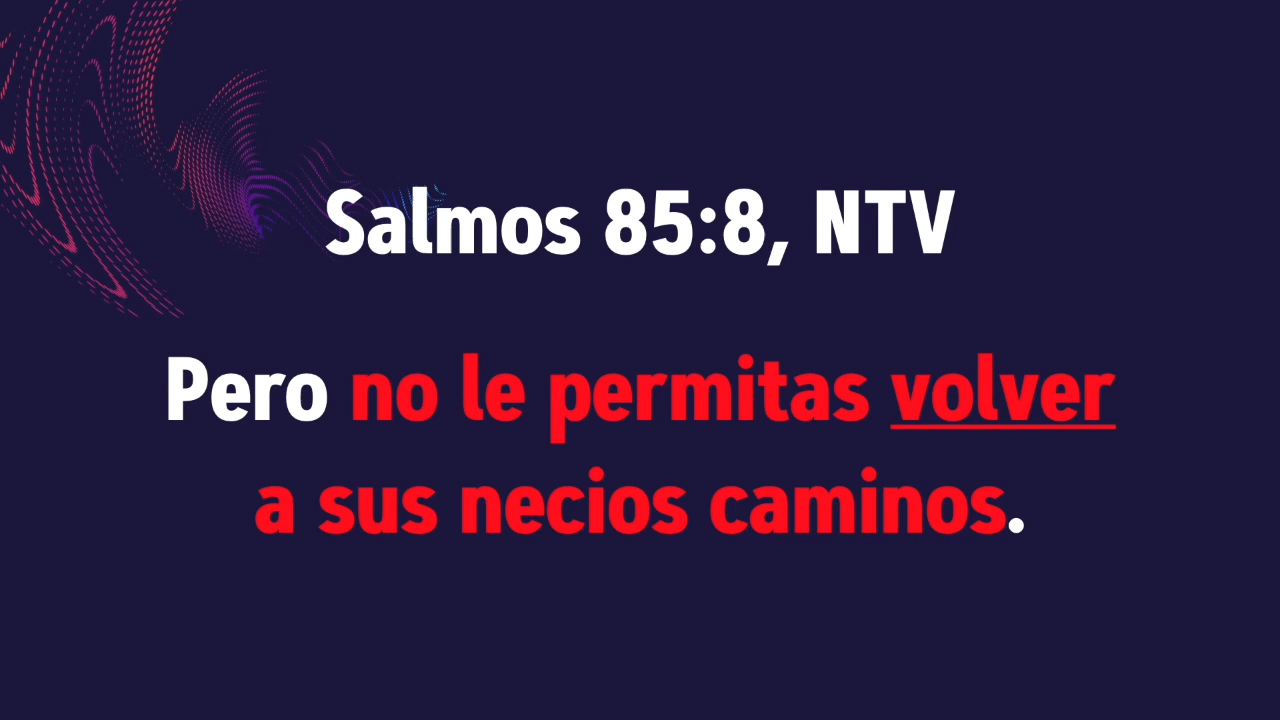 Salmos 85:8, NTV
Pero no le permitas volver
a sus necios caminos.